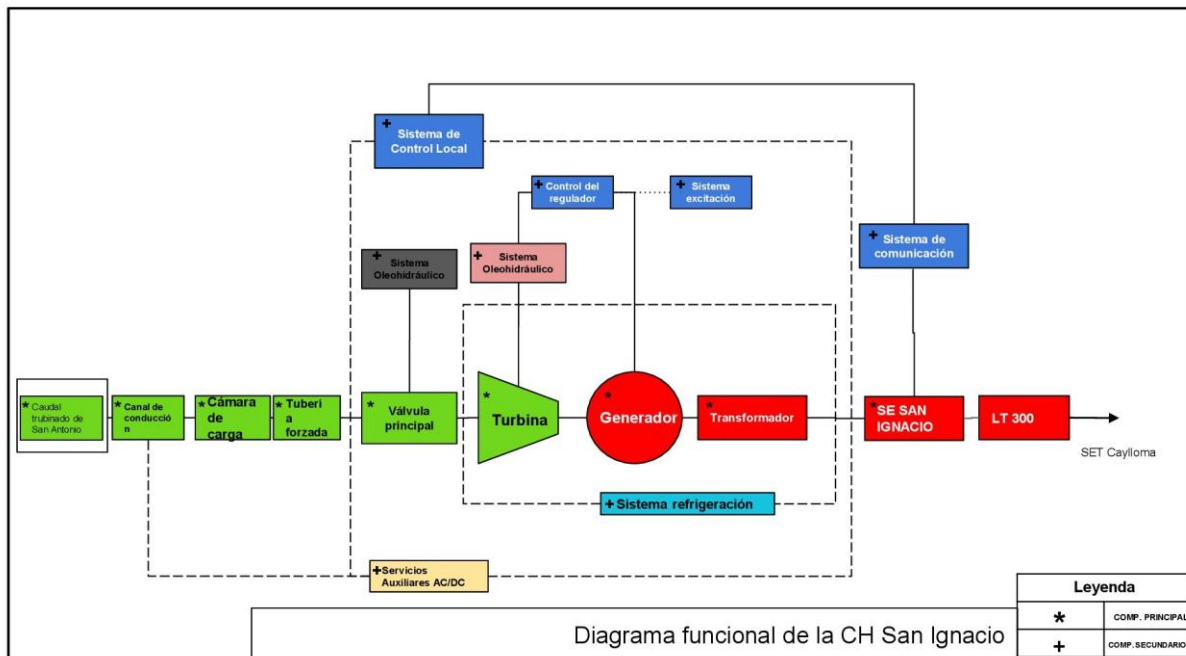 + Sistema de
Control Local
+ Control del
regulador
+ Sistema
excitación
+ Sistema de
comunicación
+ Sistema
Oleohidráulico
+ Sistema
Oleohidráulico
* Caudal
trubinado de
San Antonio
* Canal de
conducció
n
* Cámara
de
carga
* Tuberi
a
forzada
* Válvula
principal
* Turbina
* Generador
* Transformador
* SE SAN
IGNACIO
LT 300
SET Caylloma
+ Sistema refrigeración
+ Servicios
Auxiliares AC/DC
Leyenda
* COMP. PRINCIPAL
+ COMP.SECUNDARIO
Diagrama funcional de la CH San Ignacio